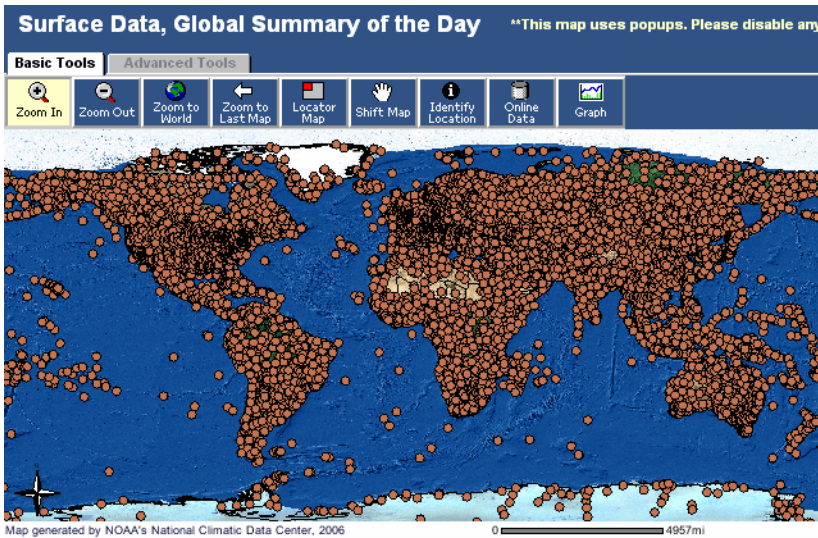 Surface Data, Global Summary of the Day **This map uses popups. Please disable any
Basic Tools Advanced Tools
Zoom In Zoom Out Zoom to World Zoom to Last Map Locator Map Shift Map Identify Location Online Data Graph
Map generated by NOAA's National Climatic Data Center, 2006 0 4957mi